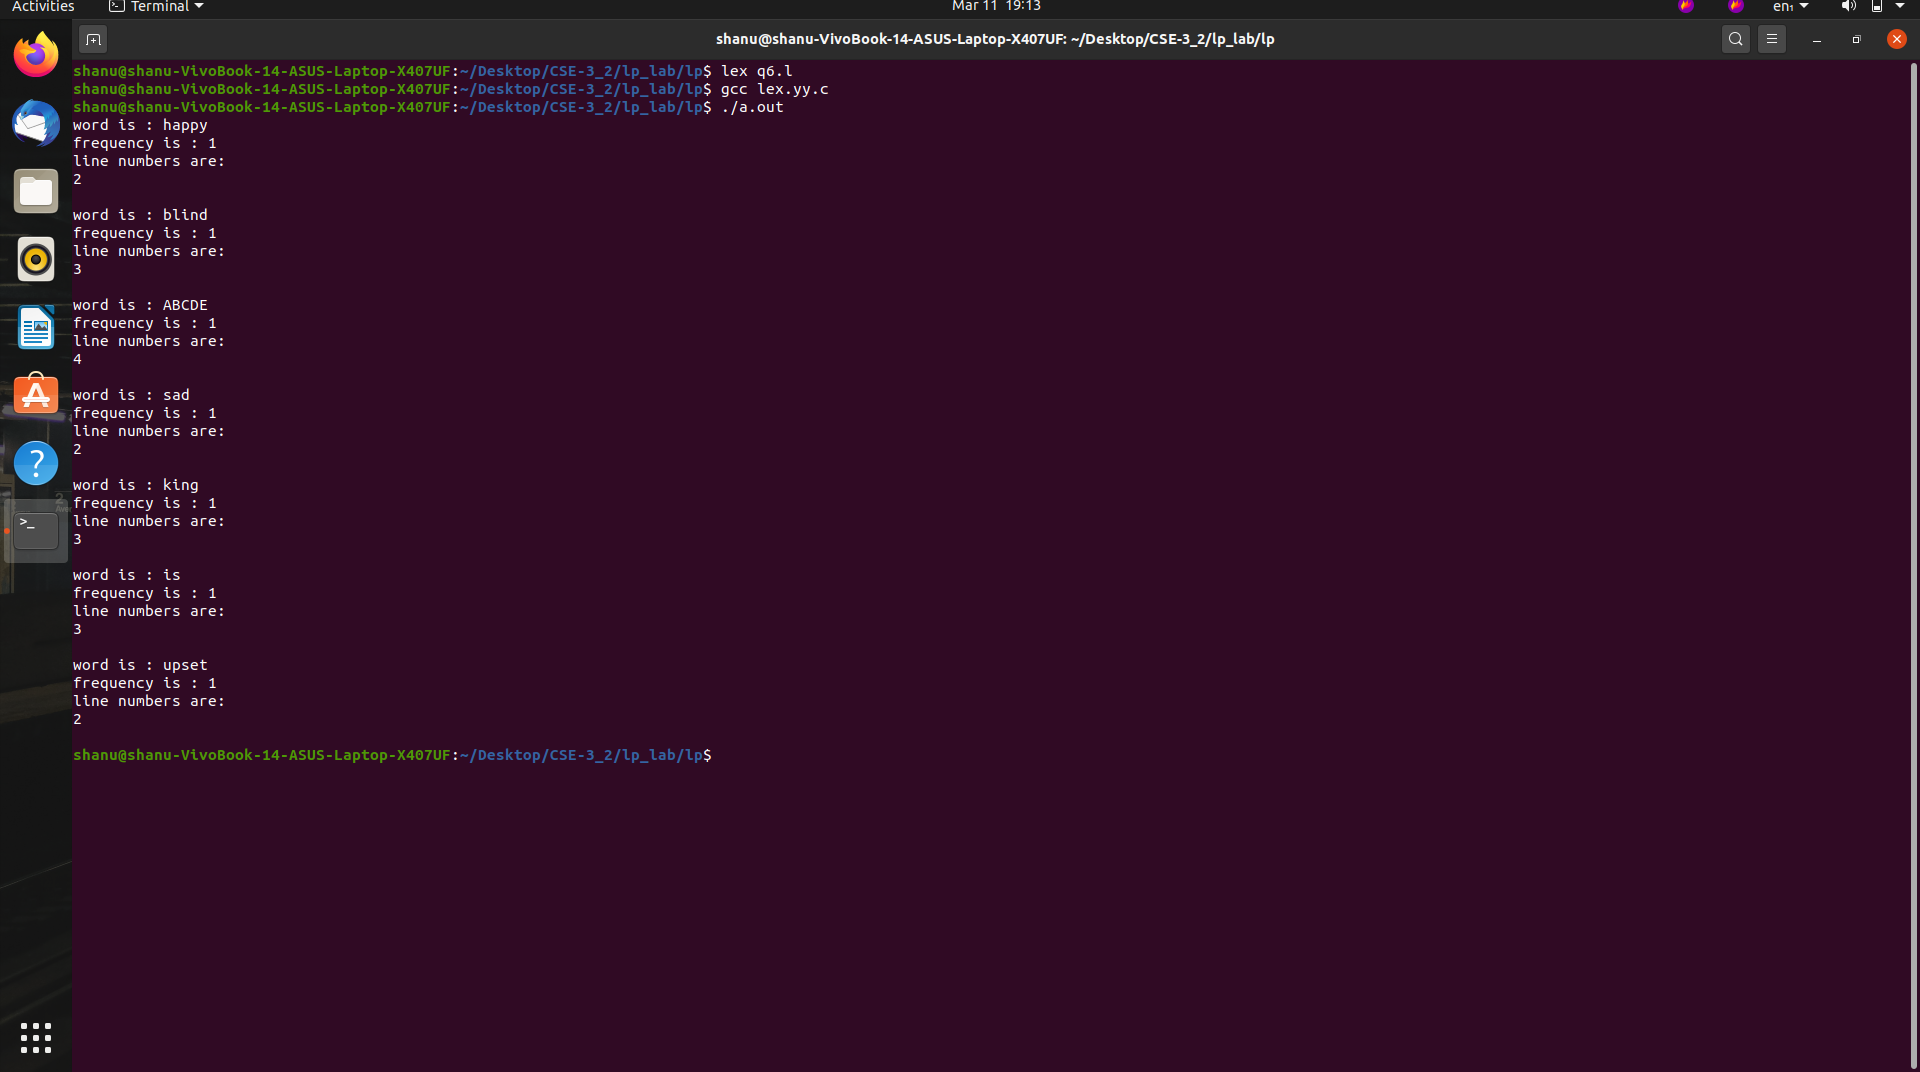 Activities
Terminal
Mar 11 19:13
en₁
shanu@shanu-VivoBook-14-ASUS-Laptop-X407UF: ~/Desktop/CSE-3_2/lp_lab/lp
shanu@shanu-VivoBook-14-ASUS-Laptop-X407UF:~/Desktop/CSE-3_2/lp_lab/lp$ lex q6.l
shanu@shanu-VivoBook-14-ASUS-Laptop-X407UF:~/Desktop/CSE-3_2/lp_lab/lp$ gcc lex.yy.c
shanu@shanu-VivoBook-14-ASUS-Laptop-X407UF:~/Desktop/CSE-3_2/lp_lab/lp$ ./a.out
word is : happy
frequency is : 1
line numbers are:
2
word is : blind
frequency is : 1
line numbers are:
3
word is : ABCDE
frequency is : 1
line numbers are:
4
word is : sad
frequency is : 1
line numbers are:
2
word is : king
frequency is : 1
line numbers are:
3
word is : is
frequency is : 1
line numbers are:
3
word is : upset
frequency is : 1
line numbers are:
2
shanu@shanu-VivoBook-14-ASUS-Laptop-X407UF:~/Desktop/CSE-3_2/lp_lab/lp$